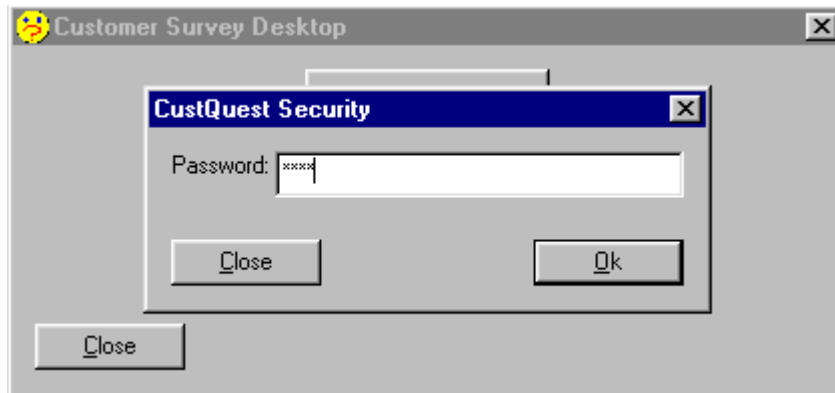 Customer Survey Desktop
CustQuest Security
Password: ****
Close Ok
Close